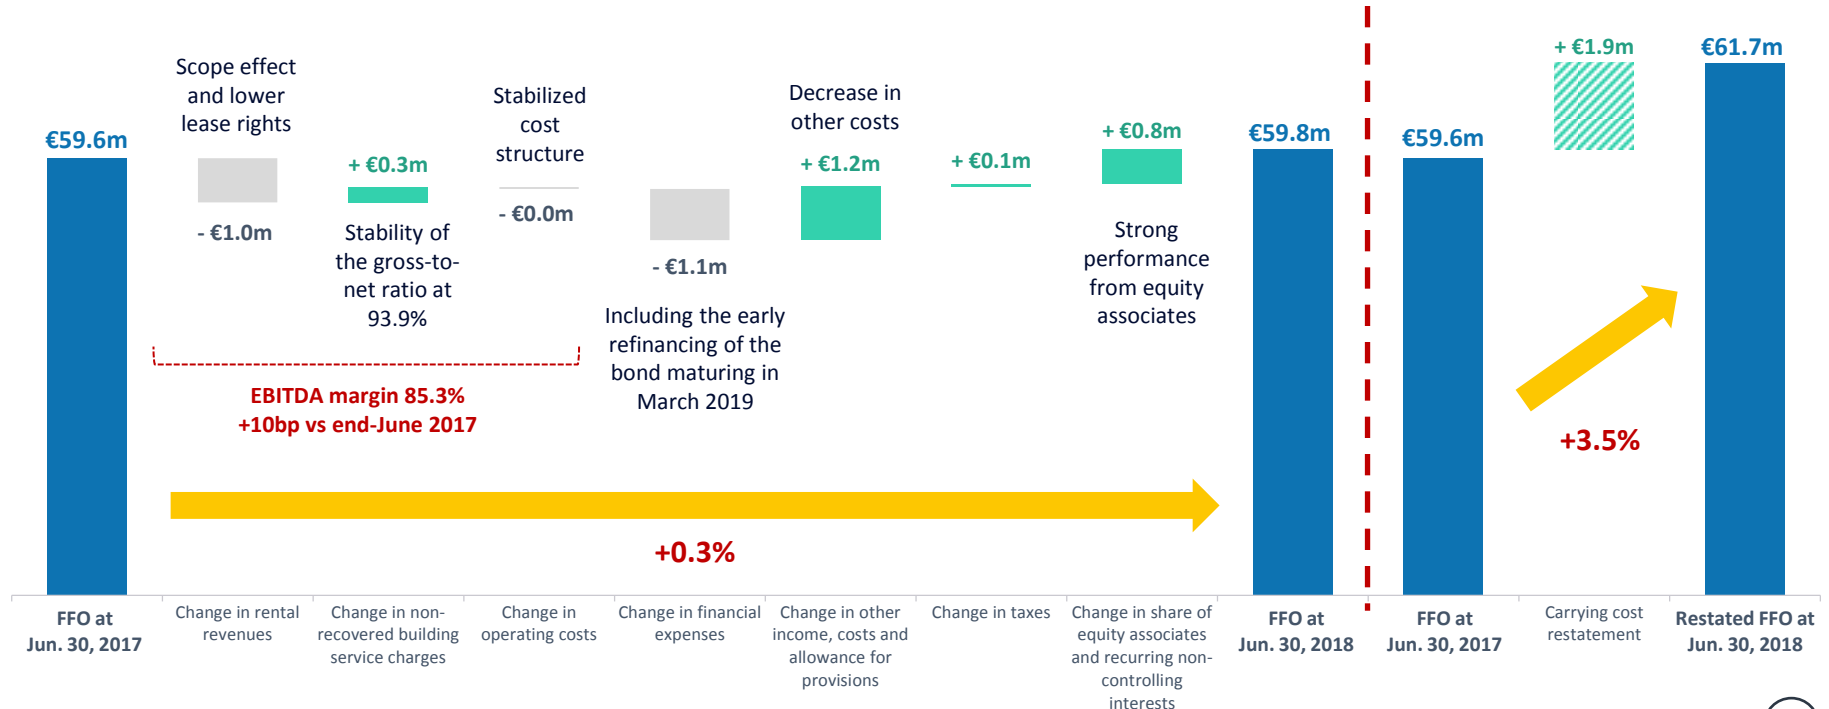 €59.6m
Scope effect
and lower
lease rights
- €1.0m
+ €0.3m
Stability of
the gross-to-
net ratio at
93.9%
Stabilized
cost
structure
- €0.0m
EBITDA margin 85.3%
+10bp vs end-June 2017
- €1.1m
Including the early
refinancing of the
bond maturing in
March 2019
Decrease in
other costs
+ €1.2m
+ €0.1m
+ €0.8m
Strong
performance
from equity
associates
€59.8m
+0.3%
€59.6m
+ €1.9m
€61.7m
+3.5%
FFO at
Jun. 30, 2017
Change in rental
revenues
Change in non-
recovered building
service charges
Change in
operating costs
Change in financial
expenses
Change in other
income, costs and
allowance for
provisions
Change in taxes
Change in share of
equity associates
and recurring non-
controlling
interests
FFO at
Jun. 30, 2018
FFO at
Jun. 30, 2017
Carrying cost
restatement
Restated FFO at
Jun. 30, 2018